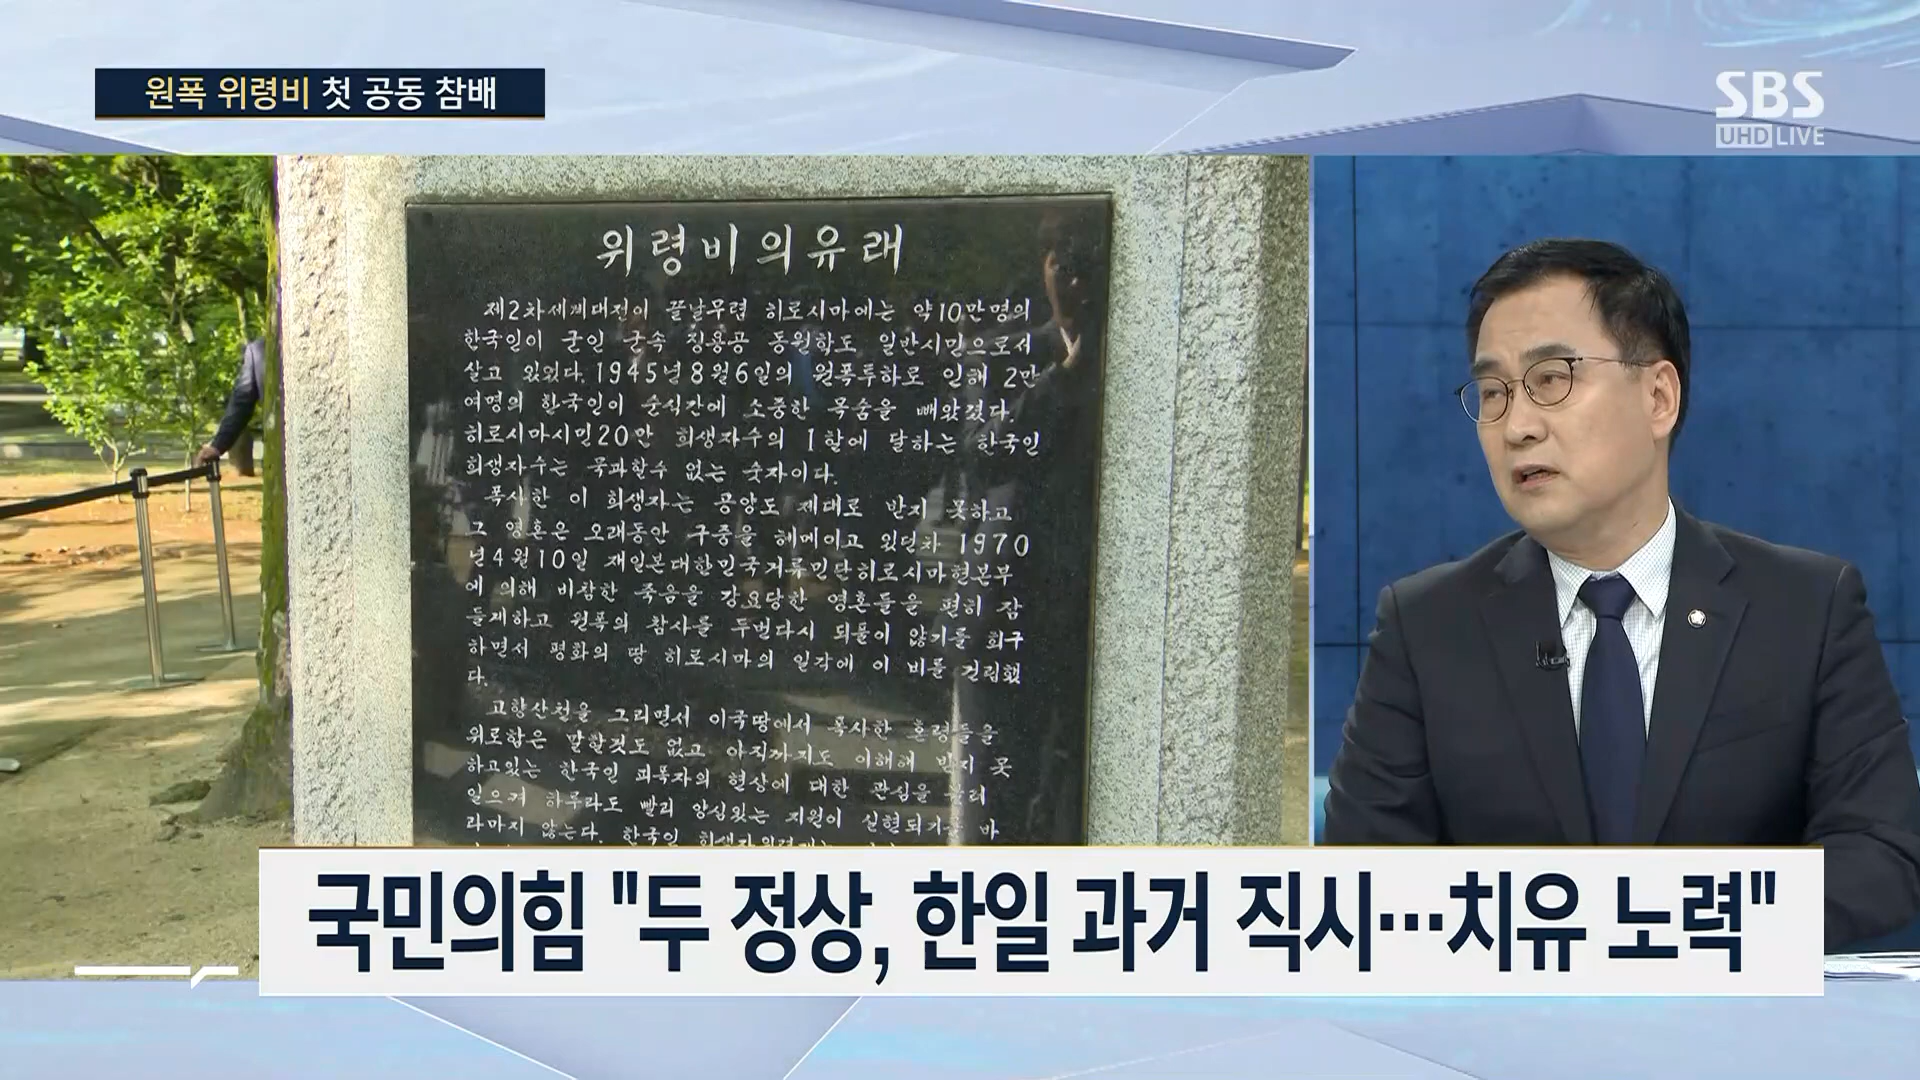 원폭 위령비 첫 공동 참배
SBS
UHD LIVE
위령비의유래
제2차세계대전이 끝날무렵 히로시마에는 약10만명의
한국인이 군인 군속 징용공 동원학도 일반시민으로서
살고 있었다. 1945년8월6일의 원폭투하로 인해 2만
여명의 한국인이 순식간에 소중한 목숨을 빼앗겼다.
히로시마시민20만 희생자수의 1할에 달하는 한국인
희생자수는 묵과할수 없는 숫자이다.
폭사한 이 희생자는 공양도 제대로 받지 못하고
그 영혼은 오래동안 구중을 헤메이고 있던차 1970
년4월10일 재일본대한민국거류민단히로시마현본부
에 의해 비참한 죽음을 강요당한 영혼들을 편히 잠
들게하고 원폭의 참사를 두번다시 되풀이 않기를 희구
하면서 평화의 땅 히로시마의 일각에 이 비를 건립했
다.
고향산천을 그리면서 이국땅에서 폭사한 혼령들을
위로함은 말할것도 없고 아직까지도 이해해 받지 못
하고있는 한국인 피폭자의 현상에 대한 관심을 불러
일으켜 하루라도 빨리 양심있는 지원이 실현되기를 바
라마지 않는다. 한국인
국민의힘 "두 정상, 한일 과거 직시…치유 노력"